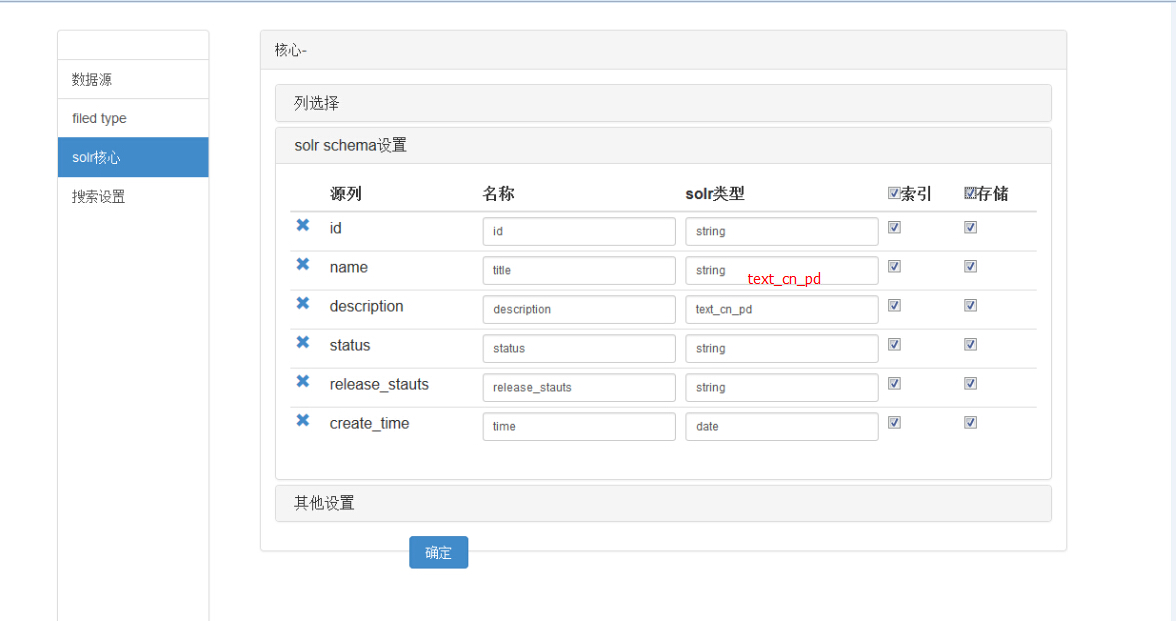 核心-
数据源
filed type
solr核心
搜索设置
列选择
solr schema设置
源列 名称 solr类型 索引 存储
id id string
name title string text_cn_pd
description description text_cn_pd
status status string
release_stauts release_stauts string
create_time time date
其他设置
确定